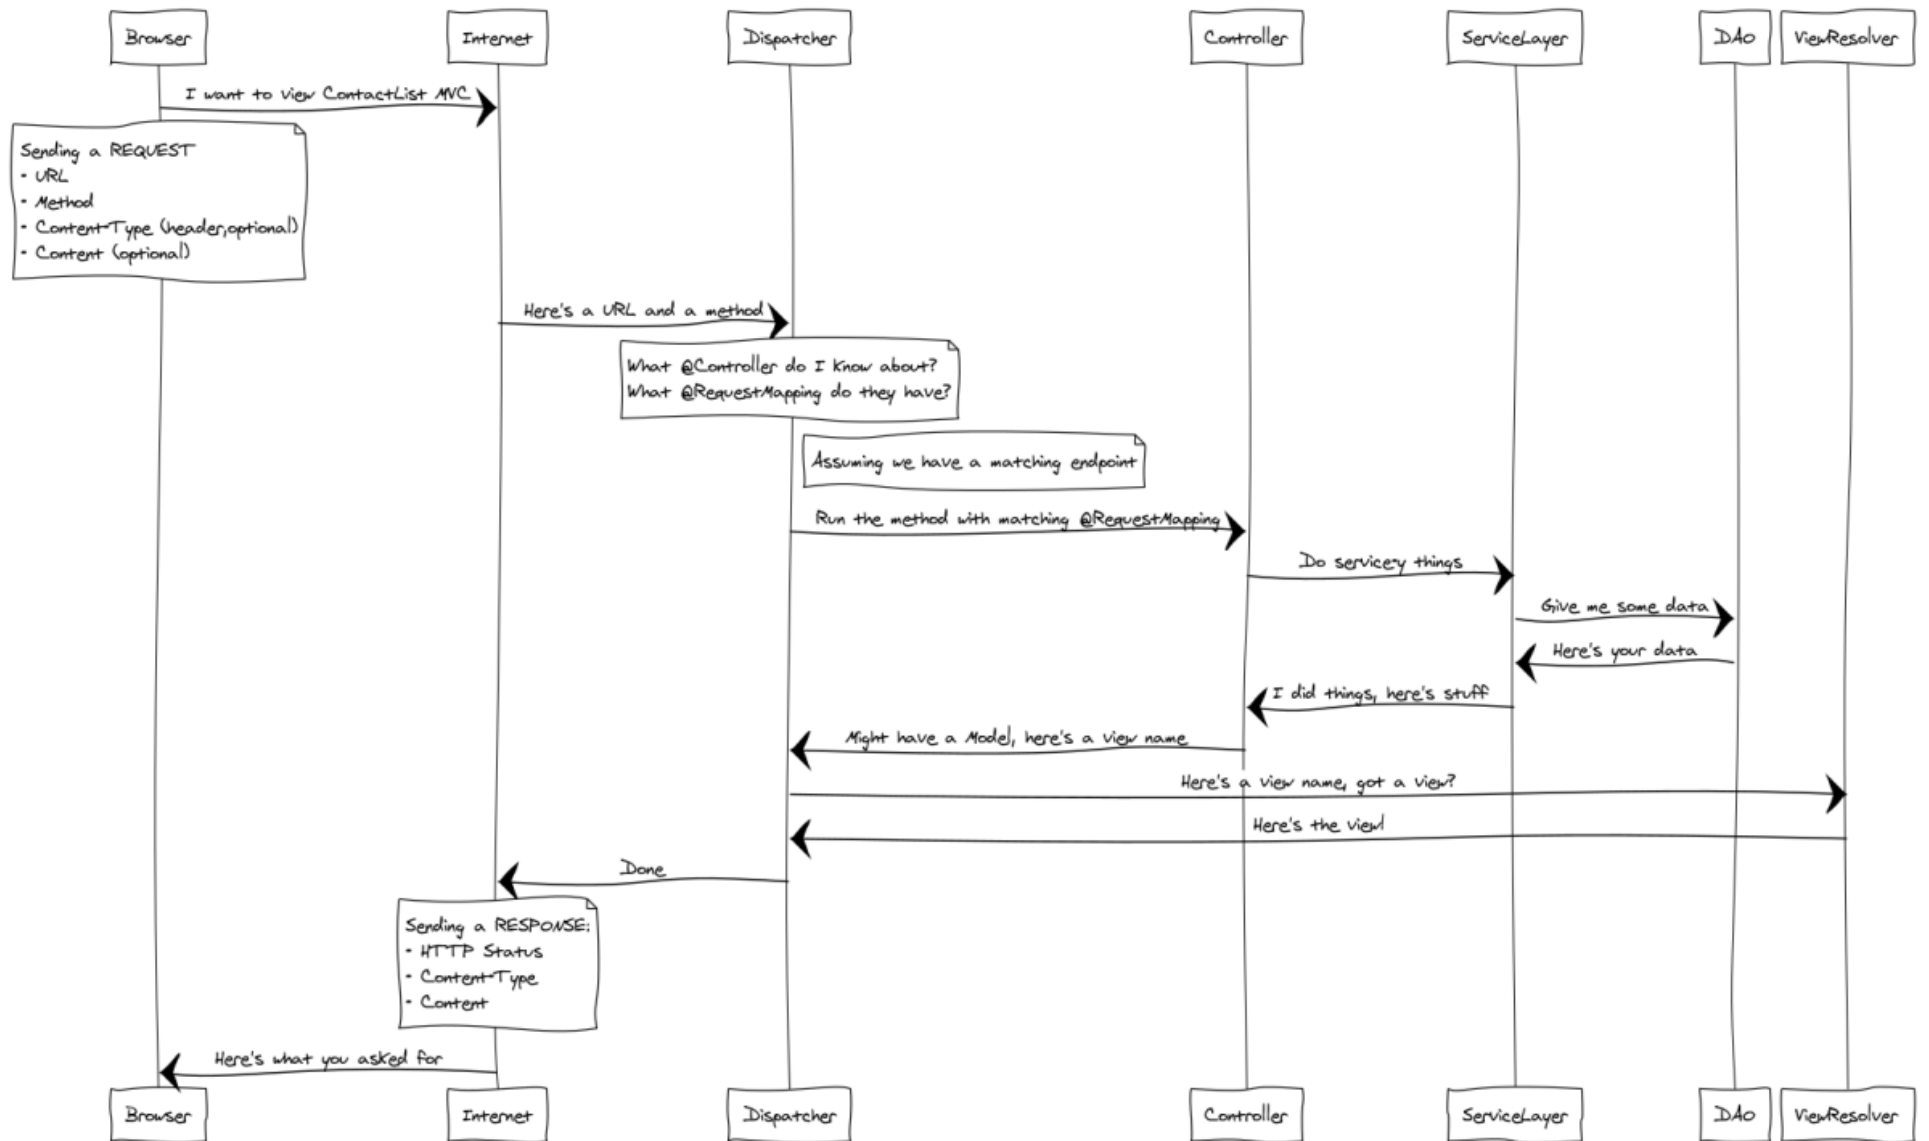 Browser
Internet
Dispatcher
Controller
ServiceLayer
DAO
ViewResolver
I want to view ContactList MVC
Sending a REQUEST
- URL
- Method
- Content-Type (header,optional)
- Content (optional)
Here's a URL and a method
What @Controller do I know about?
What @RequestMapping do they have?
Assuming we have a matching endpoint
Run the method with matching @RequestMapping
Do service-y things
Give me some data
Here's your data
I did things, here's stuff
Might have a Model, here's a view name
Here's a view name, got a view?
Here's the view!
Done
Sending a RESPONSE:
- HTTP Status
- Content-Type
- Content
Here's what you asked for
Browser
Internet
Dispatcher
Controller
ServiceLayer
DAO
ViewResolver